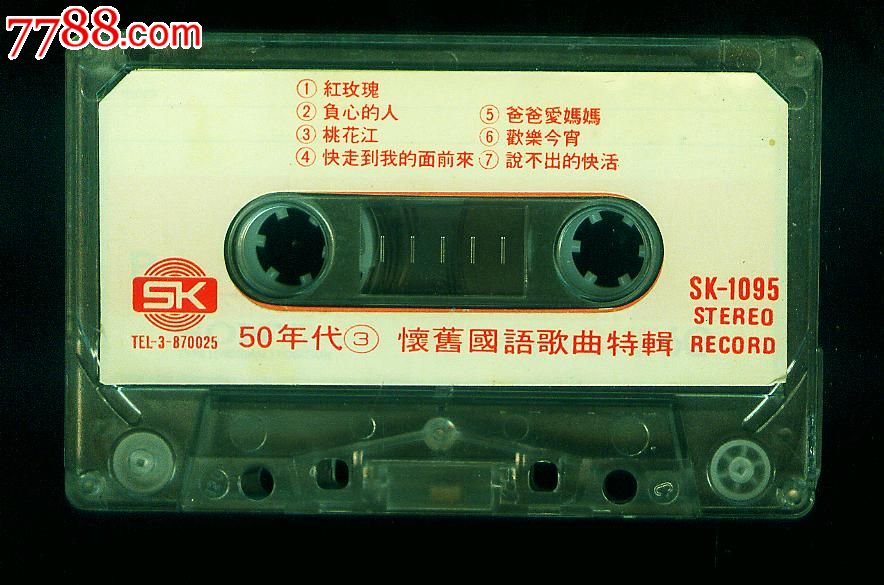 7788.com
① 紅玫瑰
② 負心的人
③ 桃花江
④ 快走到我的面前來
⑤ 爸爸愛媽媽
⑥ 歡樂今宵
⑦ 說不出的快活
SK
TEL-3-870025
50年代③ 懷舊國語歌曲特輯
SK-1095
STEREO
RECORD